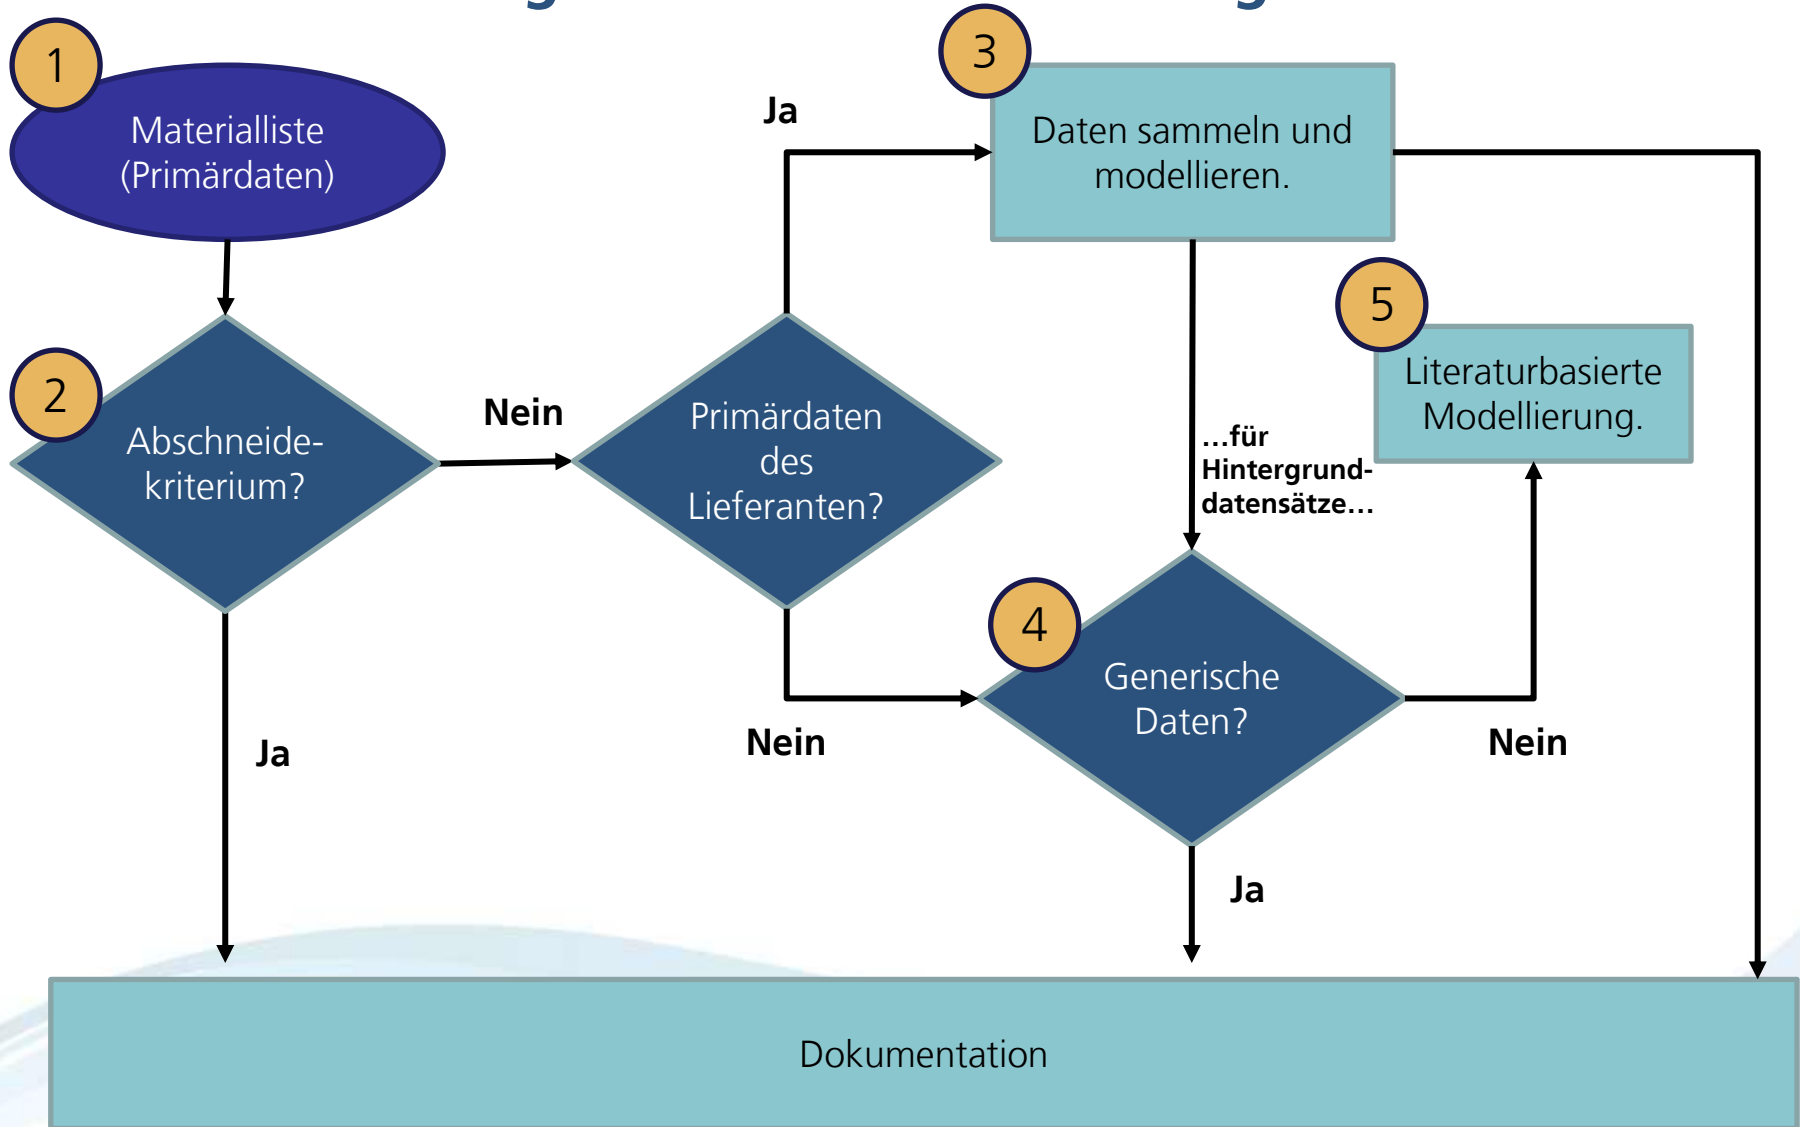 1
Materialliste
(Primärdaten)
2
Abschneide-
kriterium?
Nein
Ja
Primärdaten
des
Lieferanten?
Ja
Nein
3
Daten sammeln und
modellieren.
...für
Hintergrund-
datensätze...
4
Generische
Daten?
Nein
Ja
5
Literaturbasierte
Modellierung.
Dokumentation